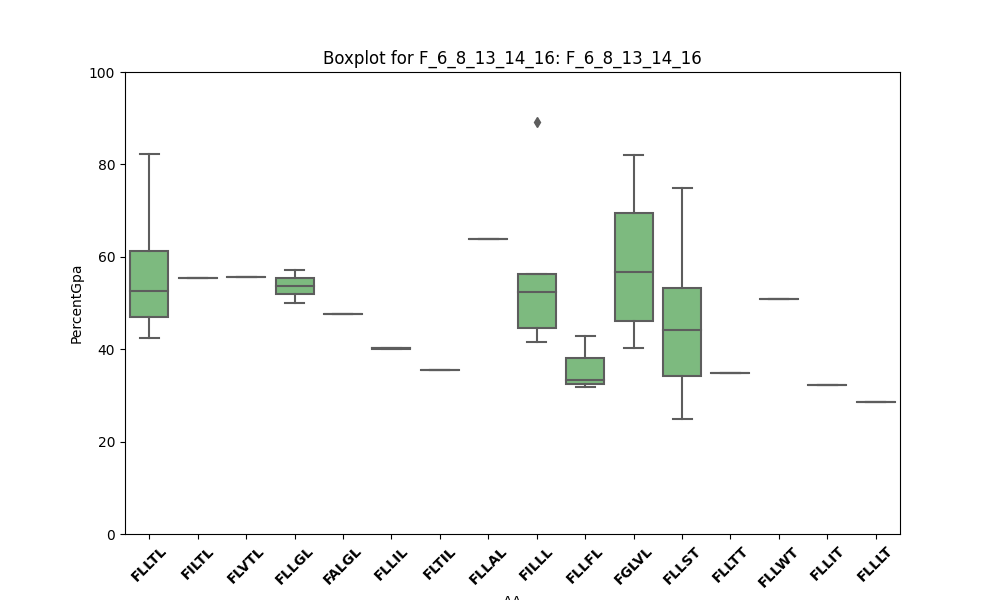 Boxplot for F_6_8_13_14_16: F_6_8_13_14_16
PercentGpa
100
80
60
40
20
0
FLLTL
FILTL
FLVTL
FLLGL
FALGL
FLLIL
FLTIL
FLLAL
FILLL
FLLFL
FGLVL
FLLST
FLLTT
FLLWT
FLLIT
FLLLT
AA